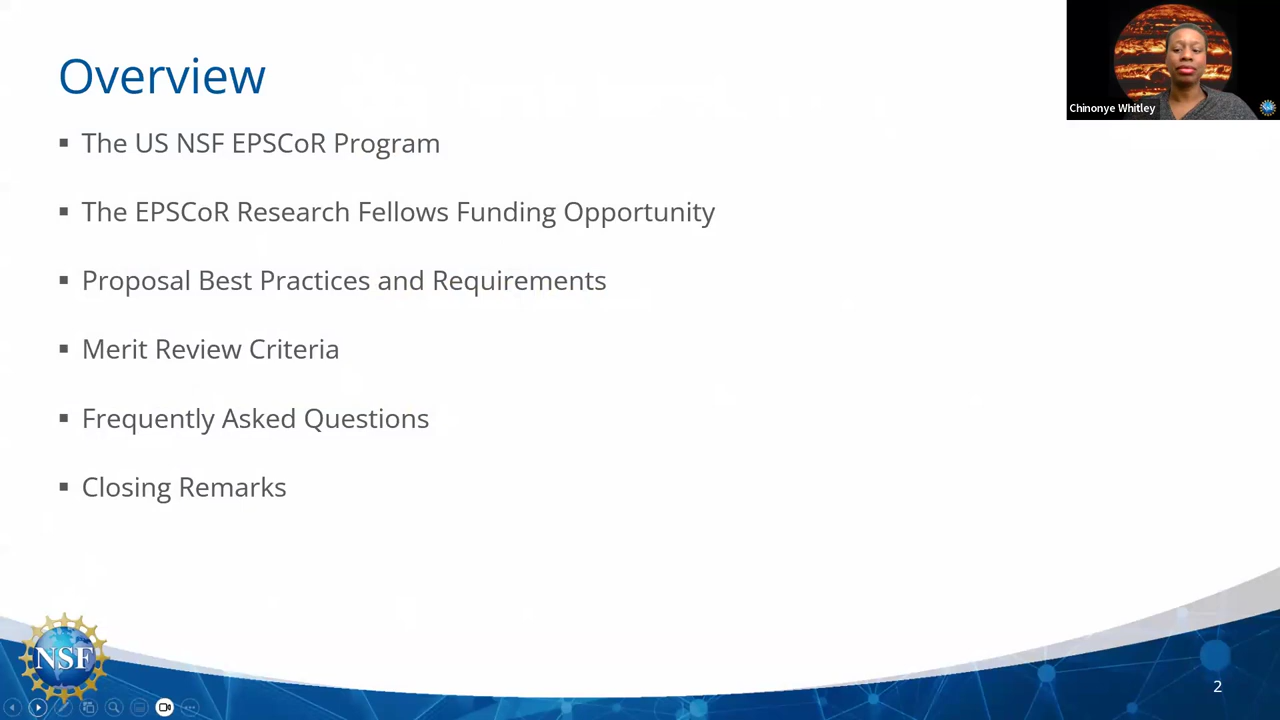 Overview
Chinonye Whitley
▪ The US NSF EPSCoR Program
▪ The EPSCoR Research Fellows Funding Opportunity
▪ Proposal Best Practices and Requirements
▪ Merit Review Criteria
▪ Frequently Asked Questions
▪ Closing Remarks
NSF
2